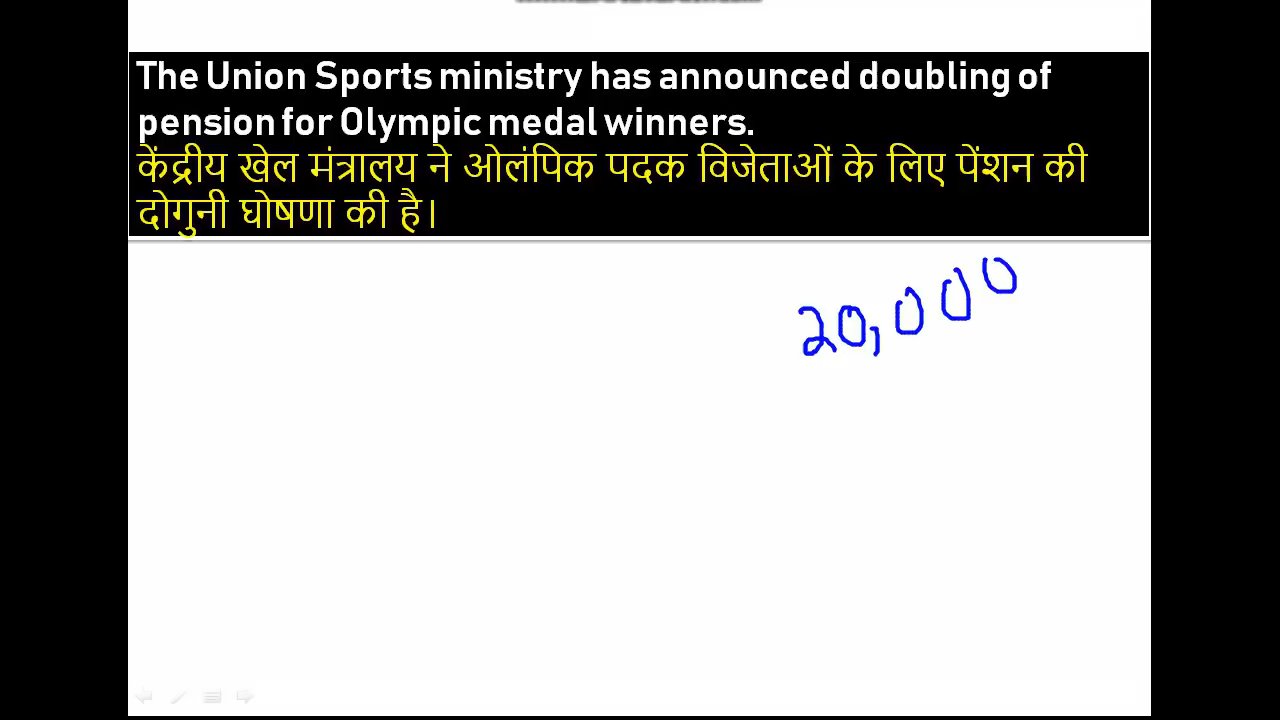 The Union Sports ministry has announced doubling of
pension for Olympic medal winners.
केंद्रीय खेल मंत्रालय ने ओलंपिक पदक विजेताओं के लिए पेंशन की
दोगुनी घोषणा की है।
20,000